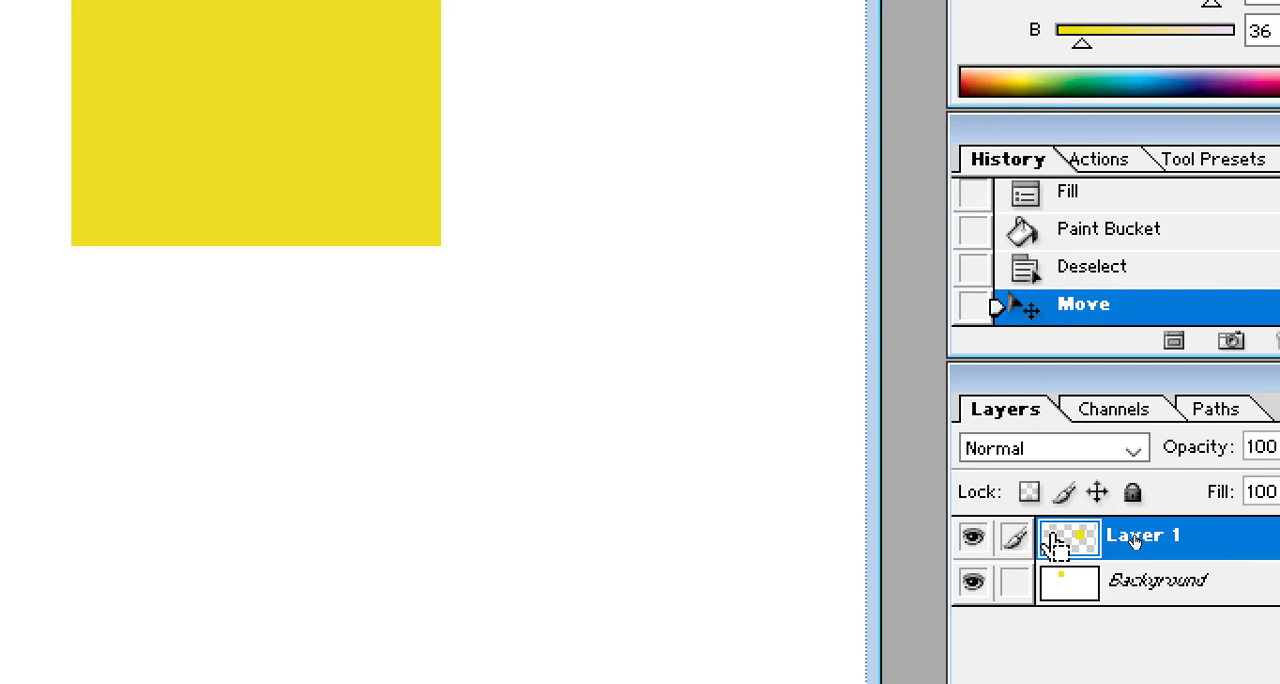 B 36
History Actions Tool Presets
Fill
Paint Bucket
Deselect
Move
Layers Channels Paths
Normal Opacity: 100
Lock: Fill: 100
Layer 1
Background